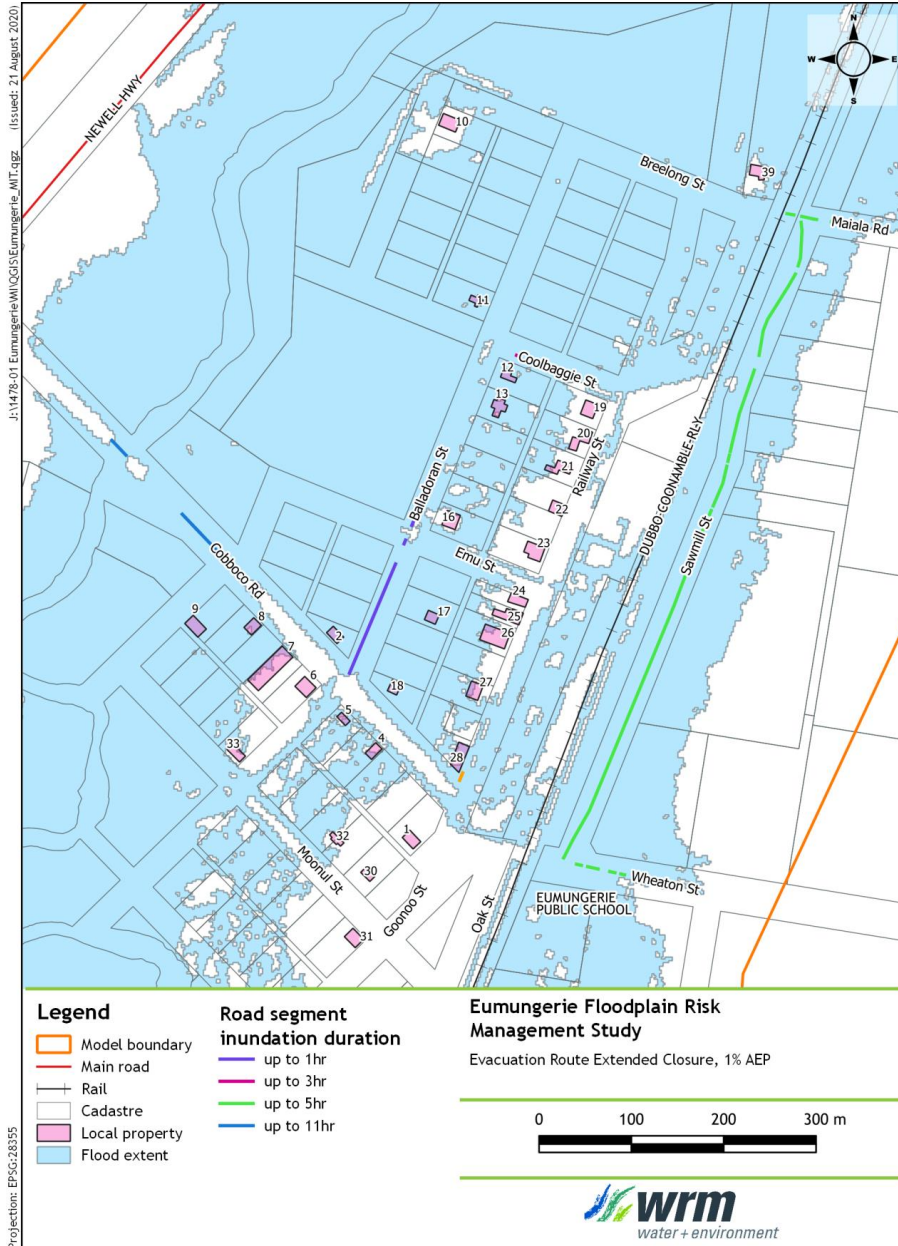 J:\1478-01 Eumungerie\WI\QGIS\Eumungerie_MIT.qgz (Issued: 21 August 2020)
N
W E
S
NEWELL HWY
10
Breelong St
39
Maiala Rd
11
Coolbaggie St
12
13
19
20
21
Railway St
22
DUBBO-COONAMBLE RLY
Balladoran St
16
23
Sawmill St
Emu St
Cobboco Rd
24
25
26
9
8
2
17
7
6
18
27
5
4
33
28
32
1
30
Moonul St
Goonoo St
31
Oak St
Wheaton St
EUMUNGERIE
PUBLIC SCHOOL
Projection: EPSG:28355
Legend
Model boundary
Main road
Rail
Cadastre
Local property
Flood extent
Road segment
inundation duration
up to 1hr
up to 3hr
up to 5hr
up to 11hr
Eumungerie Floodplain Risk
Management Study
Evacuation Route Extended Closure, 1% AEP
0 100 200 300 m
wrm
water + environment